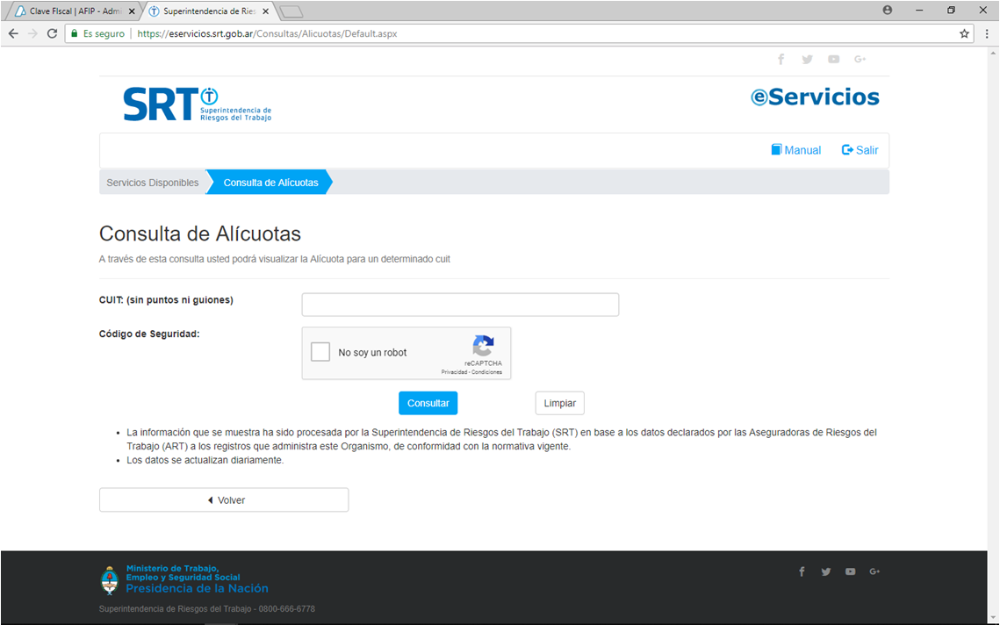 Clave FIscal | AFIP - Admi
Superintendencia de Ries
Es seguro
https://eservicios.srt.gob.ar/Consultas/Alicuotas/Default.aspx
SRT
Superintendencia de
Riesgos del Trabajo
eServicios
Manual
Salir
Servicios Disponibles
Consulta de Alícuotas
Consulta de Alícuotas
A través de esta consulta usted podrá visualizar la Alícuota para un determinado cuit
CUIT: (sin puntos ni guiones)
Código de Seguridad:
No soy un robot
reCAPTCHA
Privacidad - Condiciones
Consultar
Limpiar
• La información que se muestra ha sido procesada por la Superintendencia de Riesgos del Trabajo (SRT) en base a los datos declarados por las Aseguradoras de Riesgos del
Trabajo (ART) a los registros que administra este Organismo, de conformidad con la normativa vigente.
• Los datos se actualizan diariamente.
Volver
Ministerio de Trabajo,
Empleo y Seguridad Social
Presidencia de la Nación
Superintendencia de Riesgos del Trabajo - 0800-666-6778